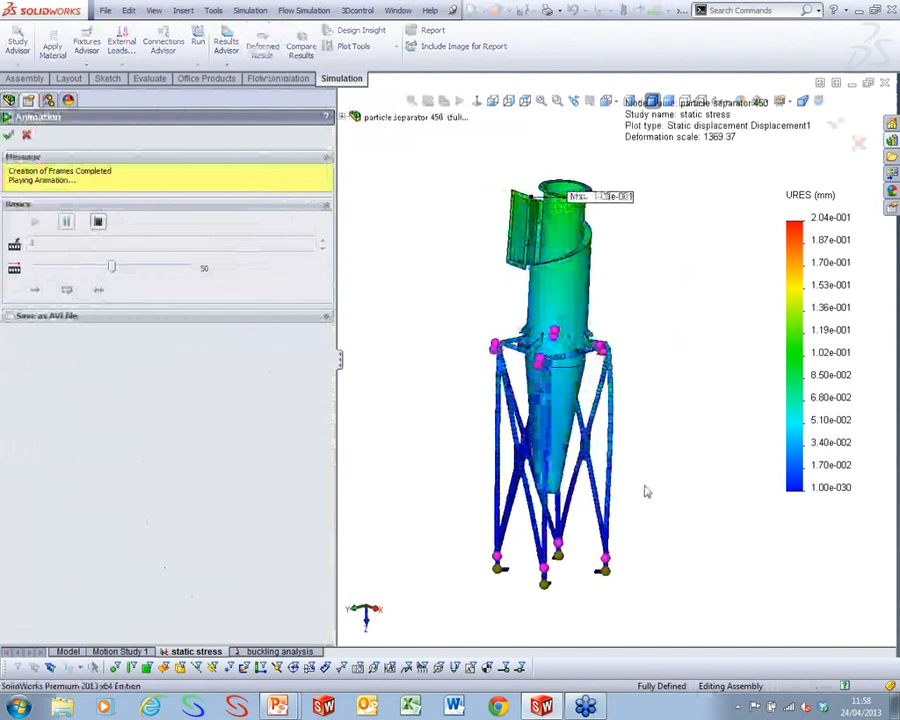 SOLIDWORKS File Edit View Insert Tools Simulation Flow Simulation 3Dcontrol Window Help Search Commands
Study Advisor
Apply Material
Fixtures Advisor
External Loads...
Connections Advisor
Run
Results Advisor
Deformed Result
Compare Results
Design Insight
Plot Tools
Report
Include Image for Report
Assembly Layout Sketch Evaluate Office Products Flow Simulation Simulation
Animation ?
Message
Creation of Frames Completed
Playing Animation...
Basics
50
Save as AVI file
particle separator 450 (full...
Model name: particle separator 450
Study name: static stress
Plot type: Static displacement Displacement1
Deformation scale: 1369.37
URES (mm)
2.04e-001
1.87e-001
1.70e-001
1.53e-001
1.36e-001
1.19e-001
1.02e-001
8.50e-002
6.80e-002
5.10e-002
3.40e-002
1.70e-002
1.00e-030
Y X
Z
Model Motion Study 1 static stress buckling analysis
SolidWorks Premium 2013 x64 Edition Fully Defined Editing Assembly
11:58
24/04/2013